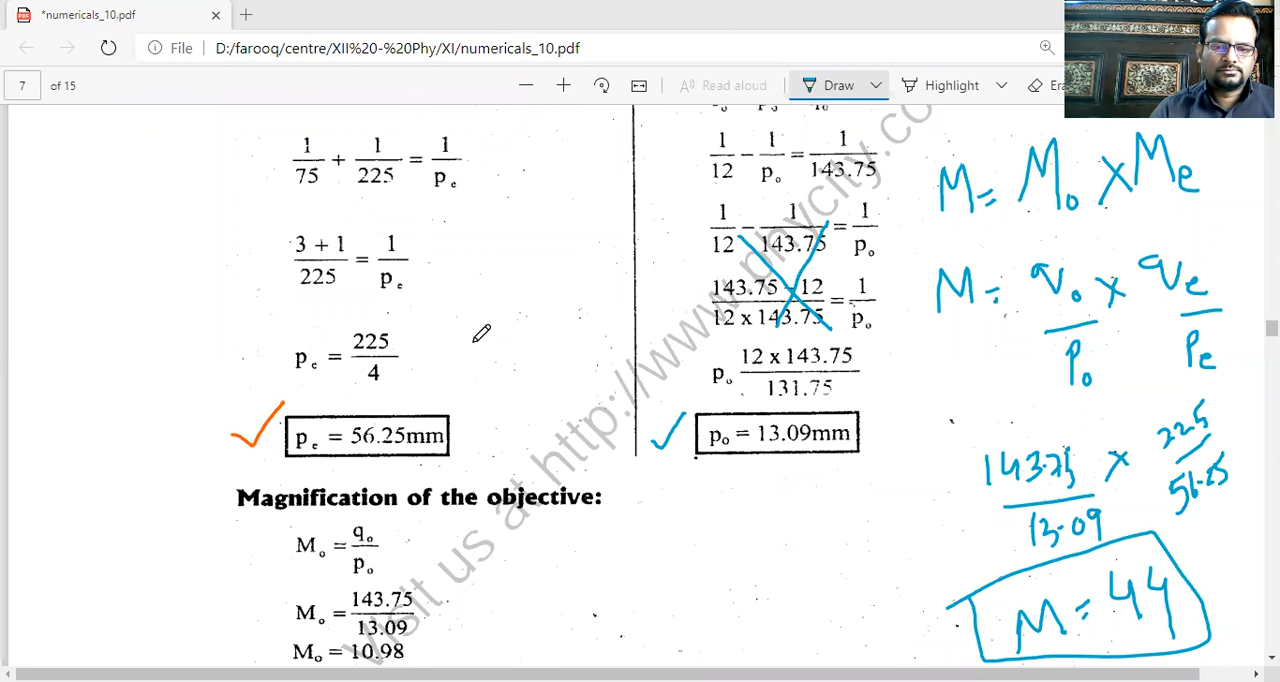 *numericals_10.pdf
File D:/farooq/centre/XII%20-%20Phy/XI/numericals_10.pdf
7 of 15
Read aloud Draw Highlight
1/75 + 1/225 = 1/pe
3 + 1/225 = 1/pe
pe = 225/4
pe = 56.25mm
Magnification of the objective:
Mo = qo/po
Mo = 143.75/13.09
Mo = 10.98
1/12 - 1/po = 1/143.75
1/12 - 1/143.75 = 1/po
143.75 - 12/12 x 143.75 = 1/po
po 12 x 143.75/131.75
po = 13.09mm
M = Mo x Me
M = qo/po x qe/pe
143.75/13.09 x 225/56.25
M = 44
Visit us at http://www.phycity.co